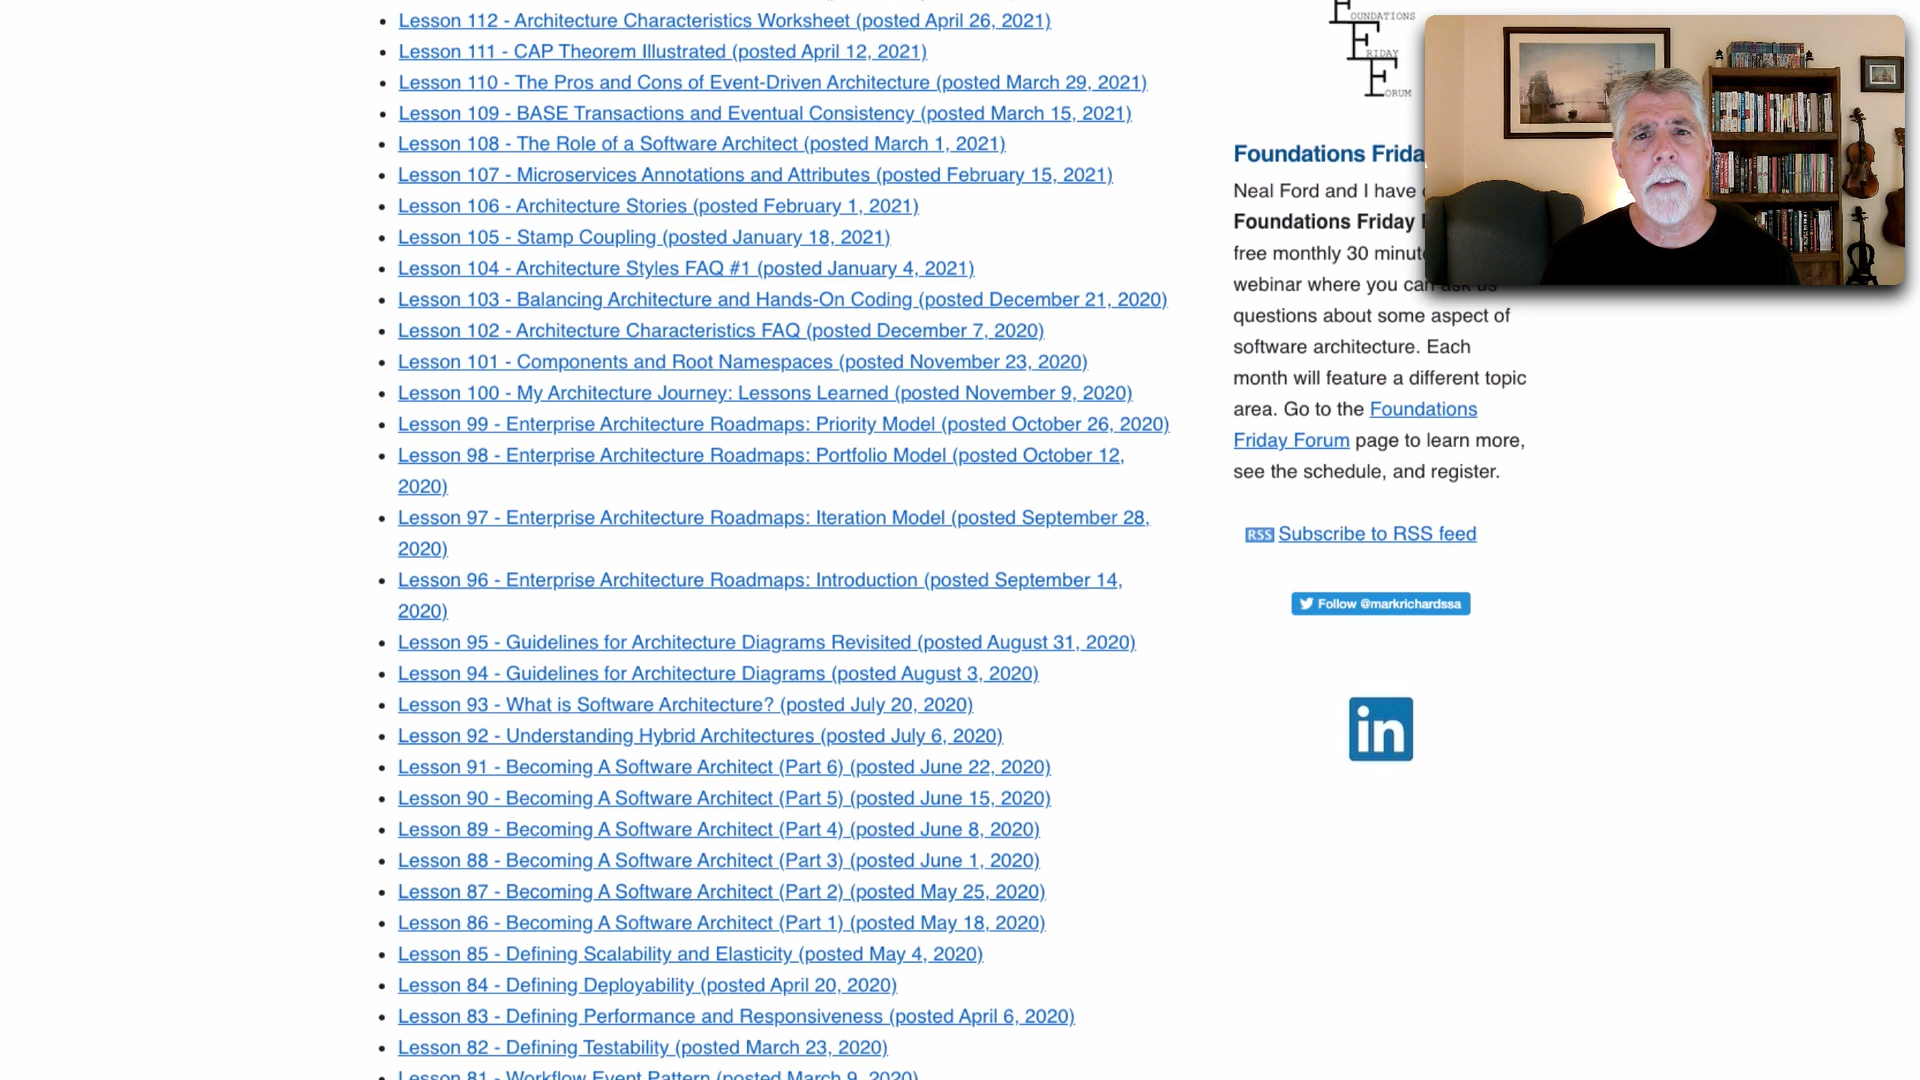 Lesson 112 - Architecture Characteristics Worksheet (posted April 26, 2021)
Lesson 111 - CAP Theorem Illustrated (posted April 12, 2021)
Lesson 110 - The Pros and Cons of Event-Driven Architecture (posted March 29, 2021)
Lesson 109 - BASE Transactions and Eventual Consistency (posted March 15, 2021)
Lesson 108 - The Role of a Software Architect (posted March 1, 2021)
Lesson 107 - Microservices Annotations and Attributes (posted February 15, 2021)
Lesson 106 - Architecture Stories (posted February 1, 2021)
Lesson 105 - Stamp Coupling (posted January 18, 2021)
Lesson 104 - Architecture Styles FAQ #1 (posted January 4, 2021)
Lesson 103 - Balancing Architecture and Hands-On Coding (posted December 21, 2020)
Lesson 102 - Architecture Characteristics FAQ (posted December 7, 2020)
Lesson 101 - Components and Root Namespaces (posted November 23, 2020)
Lesson 100 - My Architecture Journey: Lessons Learned (posted November 9, 2020)
Lesson 99 - Enterprise Architecture Roadmaps: Priority Model (posted October 26, 2020)
Lesson 98 - Enterprise Architecture Roadmaps: Portfolio Model (posted October 12,
2020)
Lesson 97 - Enterprise Architecture Roadmaps: Iteration Model (posted September 28,
2020)
Lesson 96 - Enterprise Architecture Roadmaps: Introduction (posted September 14,
2020)
Lesson 95 - Guidelines for Architecture Diagrams Revisited (posted August 31, 2020)
Lesson 94 - Guidelines for Architecture Diagrams (posted August 3, 2020)
Lesson 93 - What is Software Architecture? (posted July 20, 2020)
Lesson 92 - Understanding Hybrid Architectures (posted July 6, 2020)
Lesson 91 - Becoming A Software Architect (Part 6) (posted June 22, 2020)
Lesson 90 - Becoming A Software Architect (Part 5) (posted June 15, 2020)
Lesson 89 - Becoming A Software Architect (Part 4) (posted June 8, 2020)
Lesson 88 - Becoming A Software Architect (Part 3) (posted June 1, 2020)
Lesson 87 - Becoming A Software Architect (Part 2) (posted May 25, 2020)
Lesson 86 - Becoming A Software Architect (Part 1) (posted May 18, 2020)
Lesson 85 - Defining Scalability and Elasticity (posted May 4, 2020)
Lesson 84 - Defining Deployability (posted April 20, 2020)
Lesson 83 - Defining Performance and Responsiveness (posted April 6, 2020)
Lesson 82 - Defining Testability (posted March 23, 2020)
Lesson 81 - Workflow Event Pattern (posted March 9, 2020)
FOUNDATIONS
FRIDAY
FORUM
Foundations Frida
Neal Ford and I have
Foundations Friday
free monthly 30 minute
webinar where you can ask us
questions about some aspect of
software architecture. Each
month will feature a different topic
area. Go to the Foundations
Friday Forum page to learn more,
see the schedule, and register.
RSS Subscribe to RSS feed
Follow @markrichardssa
in